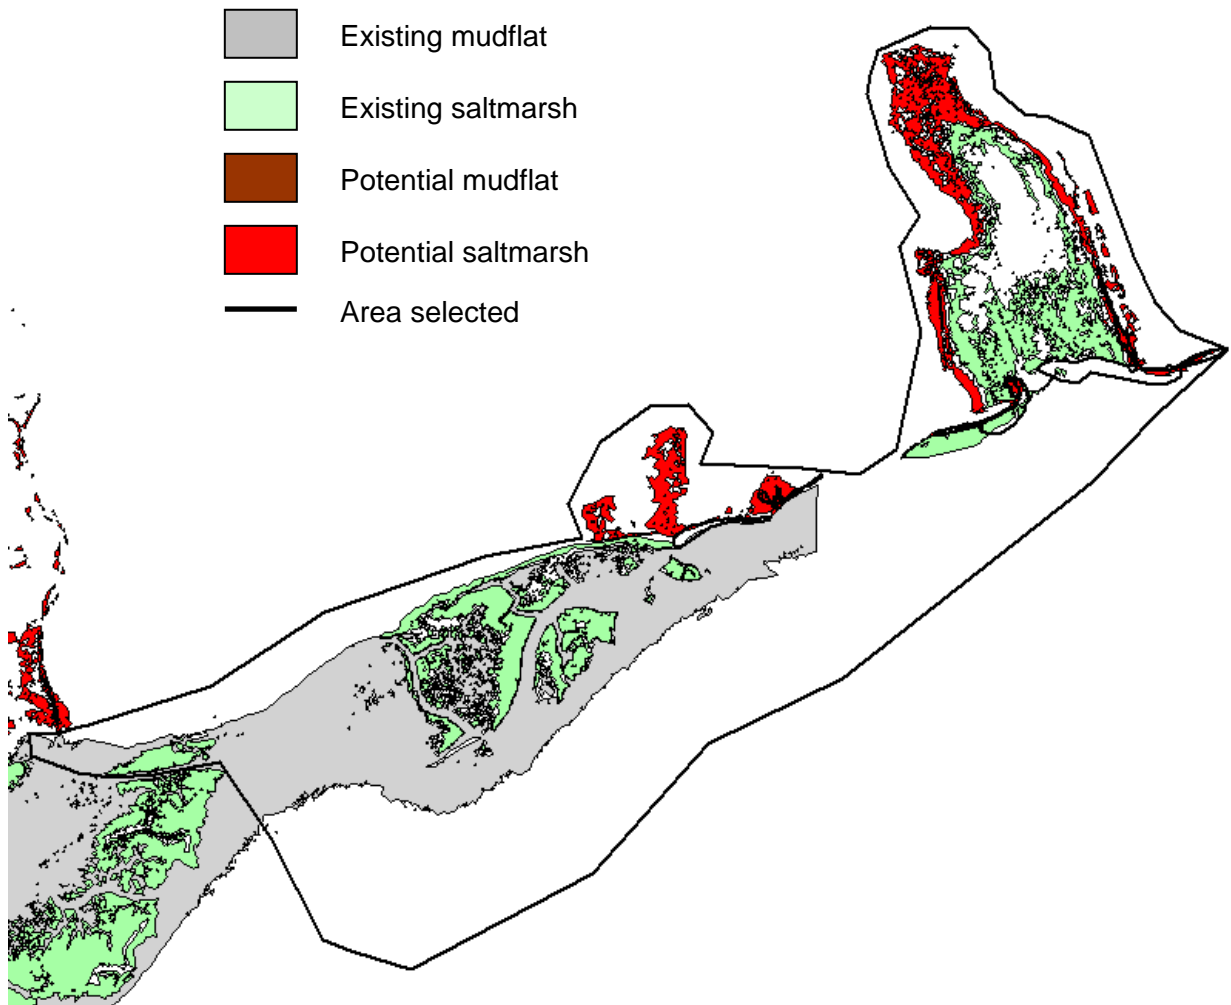 Existing mudflat
Existing saltmarsh
Potential mudflat
Potential saltmarsh
Area selected